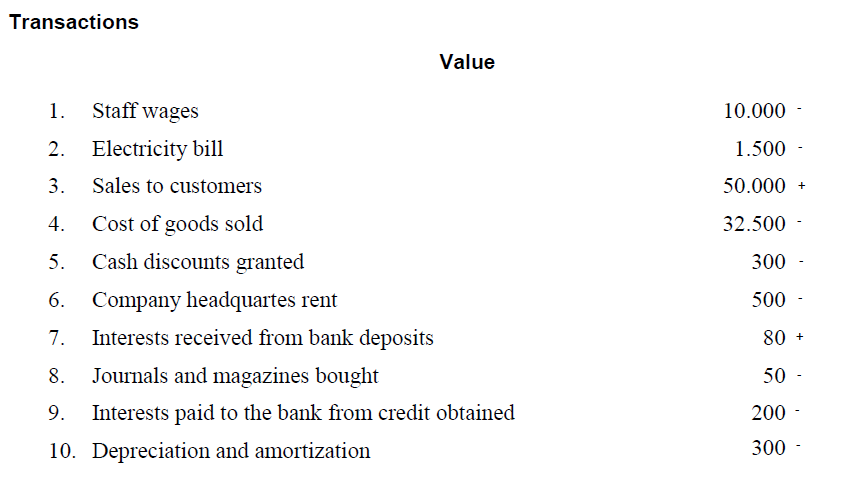 Transactions
Value
1. Staff wages 10.000 -
2. Electricity bill 1.500 -
3. Sales to customers 50.000 +
4. Cost of goods sold 32.500 -
5. Cash discounts granted 300 -
6. Company headquartes rent 500 -
7. Interests received from bank deposits 80 +
8. Journals and magazines bought 50 -
9. Interests paid to the bank from credit obtained 200 -
10. Depreciation and amortization 300 -